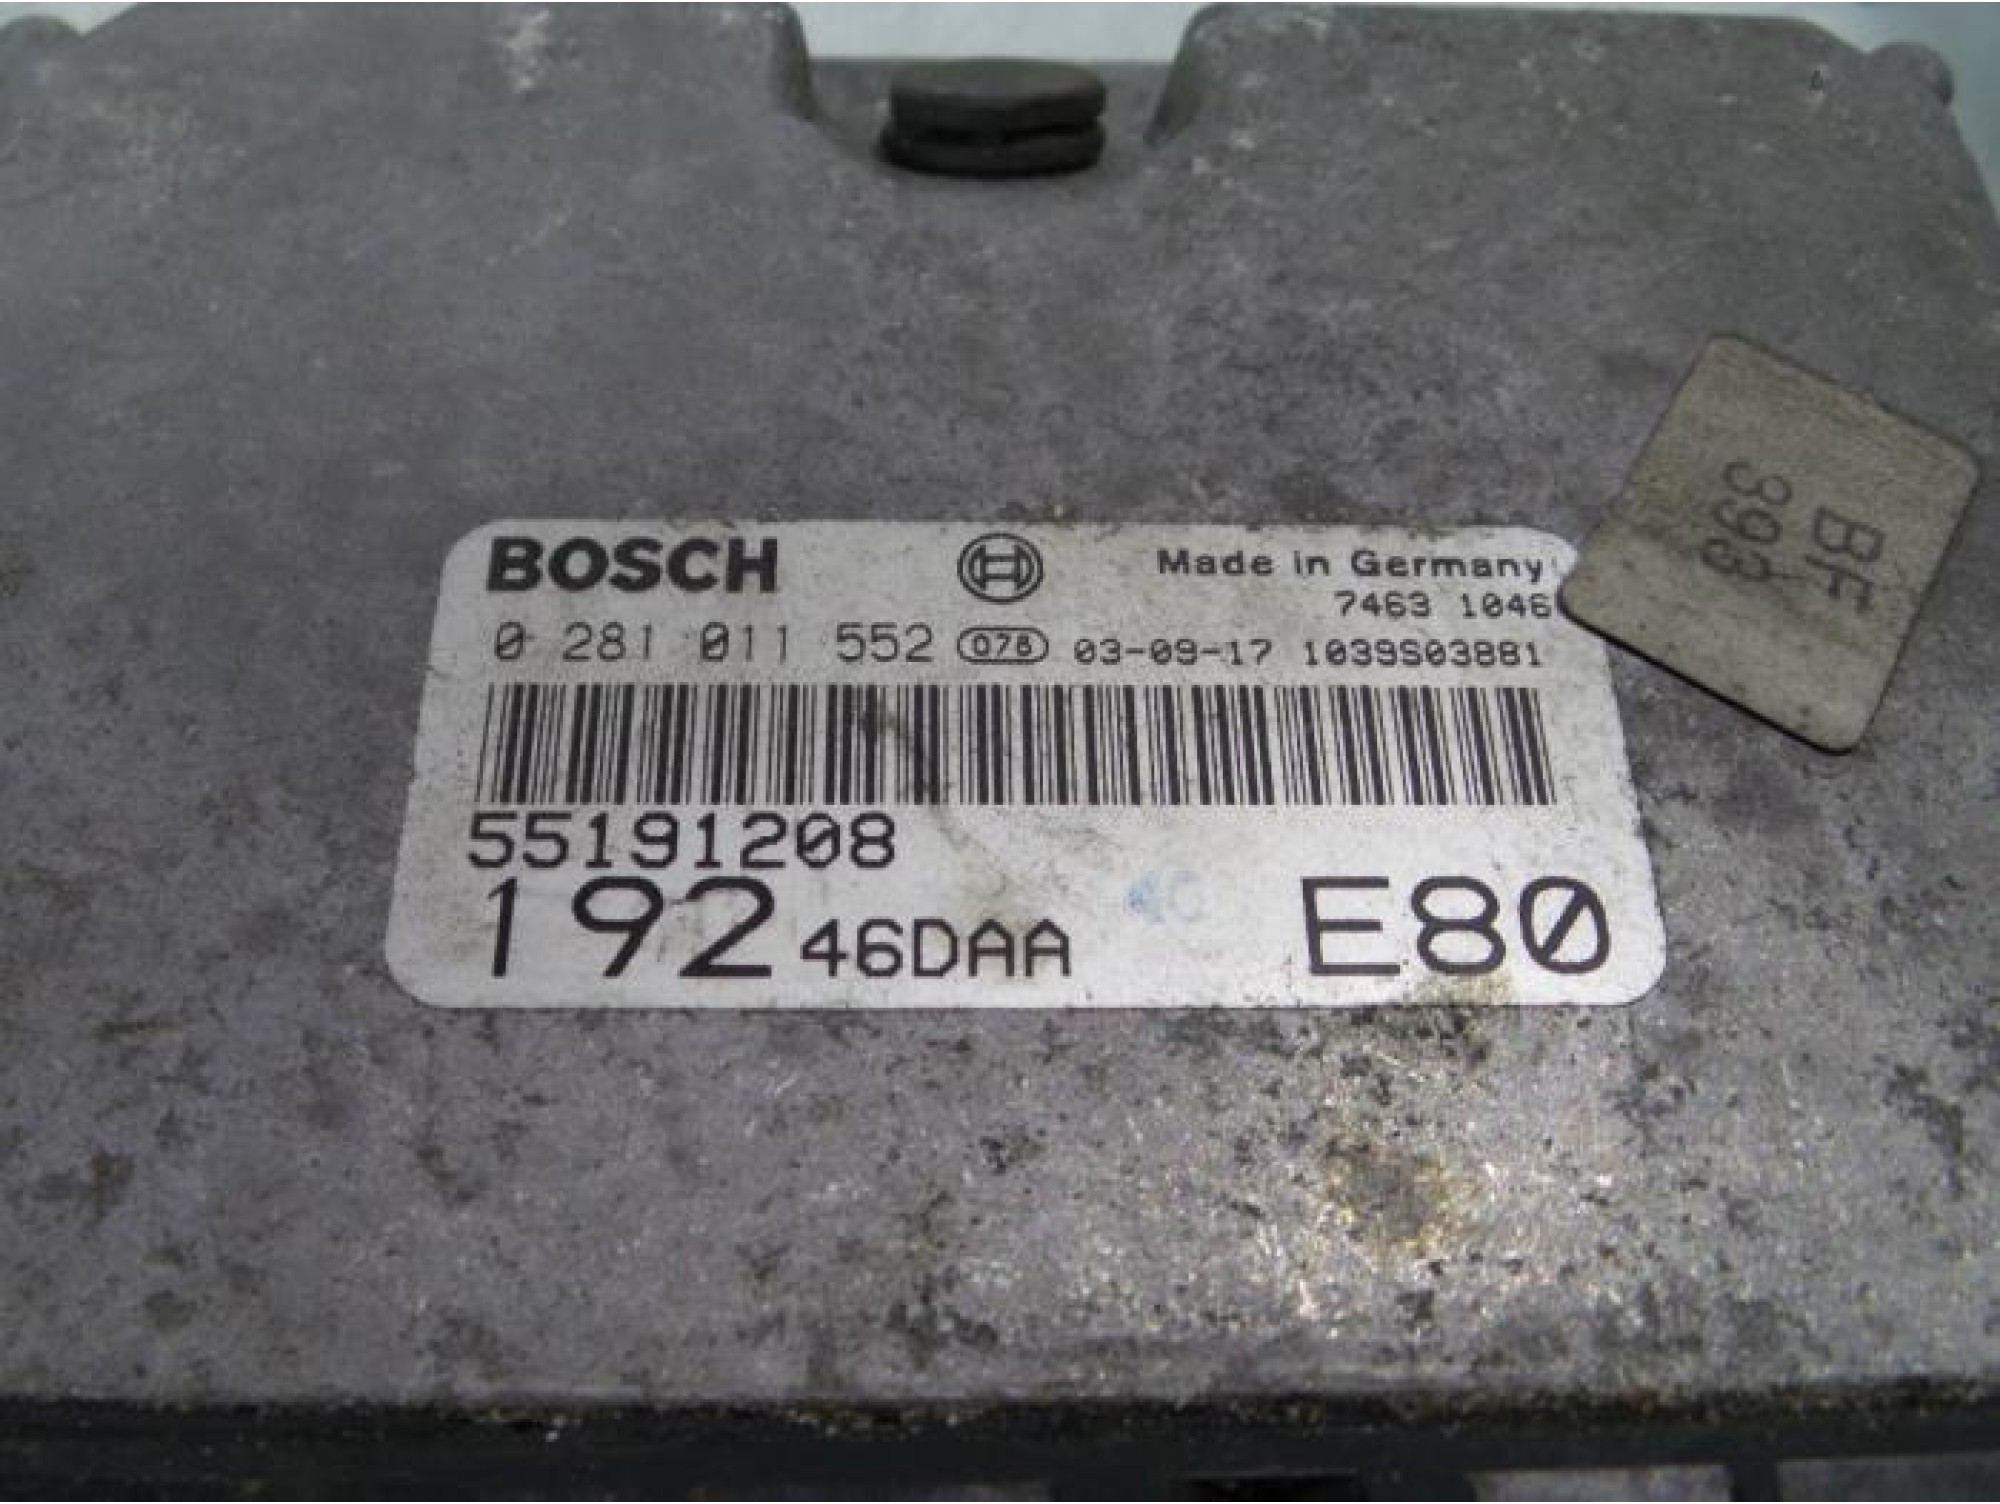 BOSCH Made in Germany
7463 1046
0 281 011 552 078 03-09-17 1039S03881
55191208
192 46DAA E80
BF
393